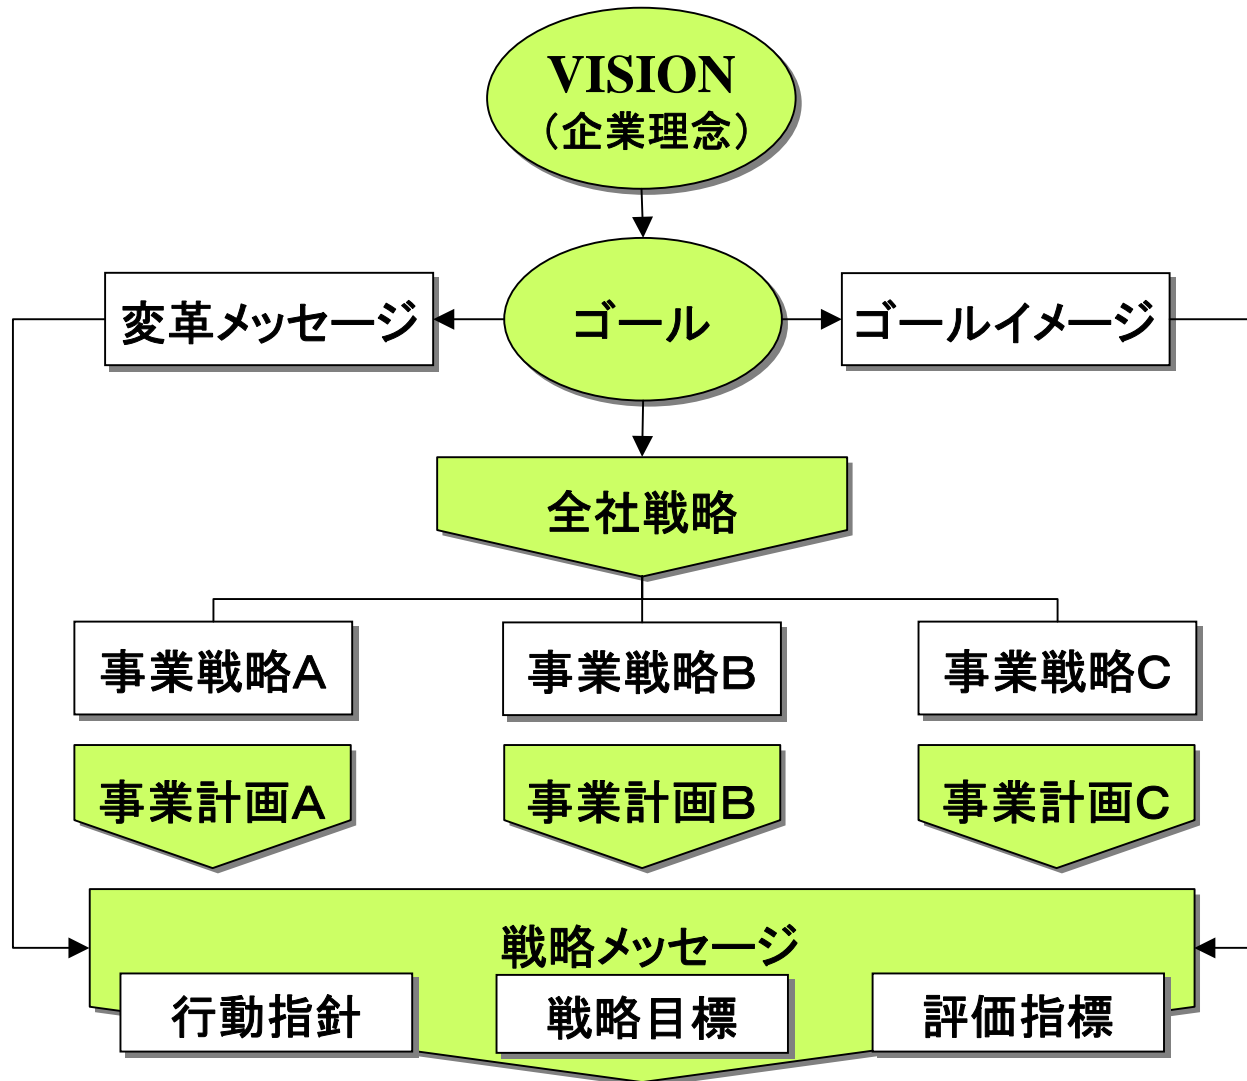 VISION
（企業理念）
変革メッセージ
ゴール
ゴールイメージ
全社戦略
事業戦略Ａ
事業戦略Ｂ
事業戦略Ｃ
事業計画Ａ
事業計画Ｂ
事業計画Ｃ
戦略メッセージ
行動指針
戦略目標
評価指標